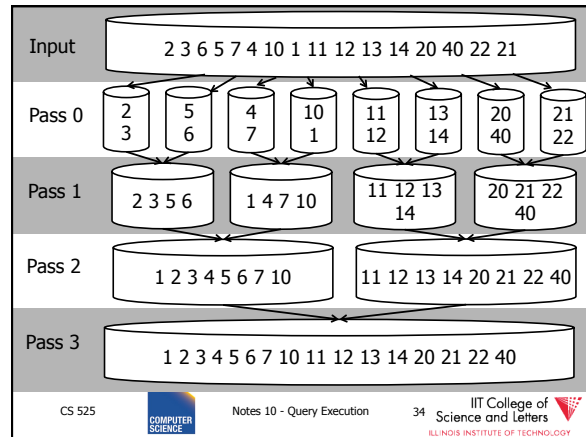 Input
2 3 6 5 7 4 10 1 11 12 13 14 20 40 22 21
Pass 0
2
3
5
6
4
7
10
1
11
12
13
14
20
40
21
22
Pass 1
2 3 5 6
1 4 7 10
11 12 13
14
20 21 22
40
Pass 2
1 2 3 4 5 6 7 10
11 12 13 14 20 21 22 40
Pass 3
1 2 3 4 5 6 7 10 11 12 13 14 20 21 22 40
CS 525
COMPUTER
SCIENCE
Notes 10 - Query Execution
34
IIT College of
Science and Letters
ILLINOIS INSTITUTE OF TECHNOLOGY